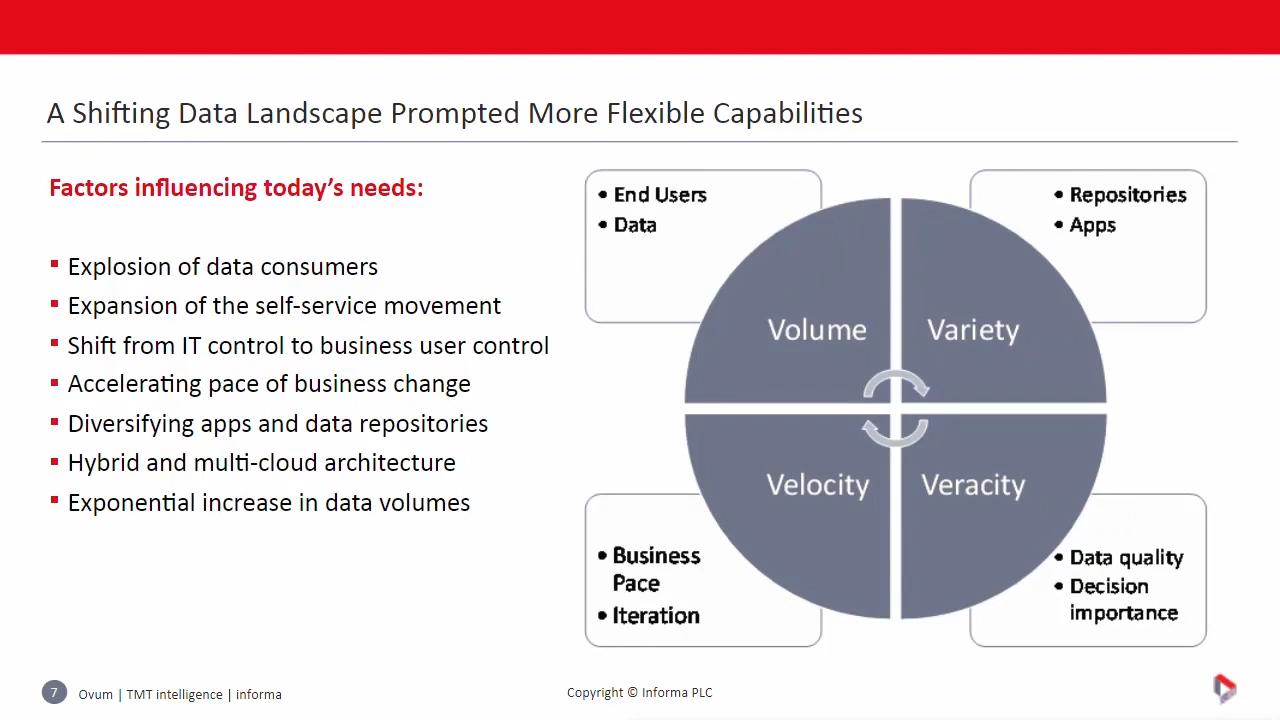 A Shifting Data Landscape Prompted More Flexible Capabilities
Factors influencing today's needs:
▪ Explosion of data consumers
▪ Expansion of the self-service movement
▪ Shift from IT control to business user control
▪ Accelerating pace of business change
▪ Diversifying apps and data repositories
▪ Hybrid and multi-cloud architecture
▪ Exponential increase in data volumes
• End Users
• Data
• Repositories
• Apps
Volume
Variety
Velocity
Veracity
• Business
Pace
• Iteration
• Data quality
• Decision
importance
7
Ovum | TMT intelligence | informa
Copyright © Informa PLC